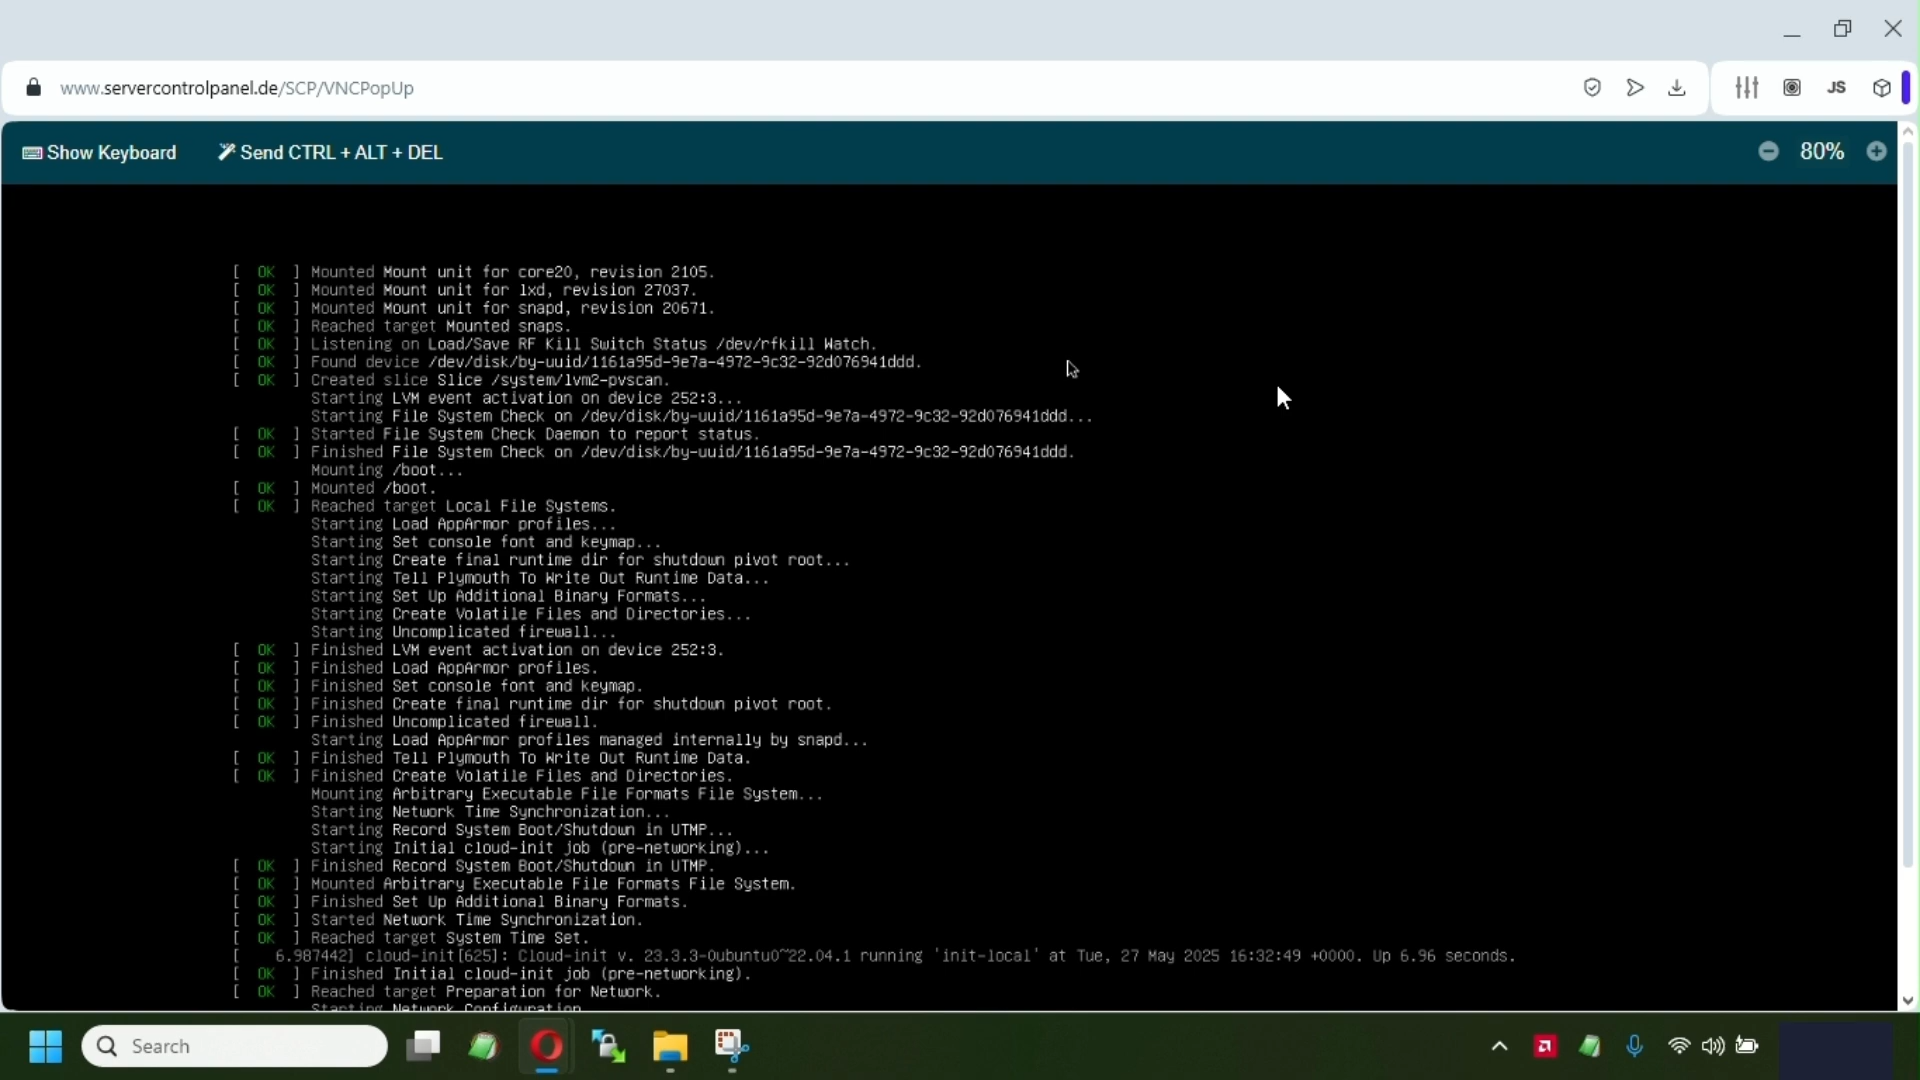 www.servercontrolpanel.de/SCP/VNCPopUp
JS
Show Keyboard
Send CTRL + ALT + DEL
80%
[  OK  ] Mounted Mount unit for core20, revision 2105.
[  OK  ] Mounted Mount unit for lxd, revision 27037.
[  OK  ] Mounted Mount unit for snapd, revision 20671.
[  OK  ] Reached target Mounted snaps.
[  OK  ] Listening on Load/Save RF Kill Switch Status /dev/rfkill Watch.
[  OK  ] Found device /dev/disk/by-uuid/1161a95d-9e7a-4972-9c32-92d076941ddd.
[  OK  ] Created slice Slice /system/lvm2-pvscan.
Starting LVM event activation on device 252:3...
Starting File System Check on /dev/disk/by-uuid/1161a95d-9e7a-4972-9c32-92d076941ddd...
[  OK  ] Started File System Check Daemon to report status.
[  OK  ] Finished File System Check on /dev/disk/by-uuid/1161a95d-9e7a-4972-9c32-92d076941ddd.
Mounting /boot...
[  OK  ] Mounted /boot.
[  OK  ] Reached target Local File Systems.
Starting Load AppArmor profiles...
Starting Set console font and keymap...
Starting Create final runtime dir for shutdown pivot root...
Starting Tell Plymouth To Write Out Runtime Data...
Starting Set Up Additional Binary Formats...
Starting Create Volatile Files and Directories...
Starting Uncomplicated firewall...
[  OK  ] Finished LVM event activation on device 252:3.
[  OK  ] Finished Load AppArmor profiles.
[  OK  ] Finished Set console font and keymap.
[  OK  ] Finished Create final runtime dir for shutdown pivot root.
[  OK  ] Finished Uncomplicated firewall.
Starting Load AppArmor profiles managed internally by snapd...
[  OK  ] Finished Tell Plymouth To Write Out Runtime Data.
[  OK  ] Finished Create Volatile Files and Directories.
Mounting Arbitrary Executable File Formats File System...
Starting Network Time Synchronization...
Starting Record System Boot/Shutdown in UTMP...
Starting Initial cloud-init job (pre-networking)...
[  OK  ] Finished Record System Boot/Shutdown in UTMP.
[  OK  ] Mounted Arbitrary Executable File Formats File System.
[  OK  ] Finished Set Up Additional Binary Formats.
[  OK  ] Started Network Time Synchronization.
[  OK  ] Reached target System Time Set.
[    6.987442] cloud-init[625]: Cloud-init v. 23.3.3-0ubuntu0~22.04.1 running 'init-local' at Tue, 27 May 2025 16:32:49 +0000. Up 6.96 seconds.
[  OK  ] Finished Initial cloud-init job (pre-networking).
[  OK  ] Reached target Preparation for Network.
Starting Network Configuration
Search